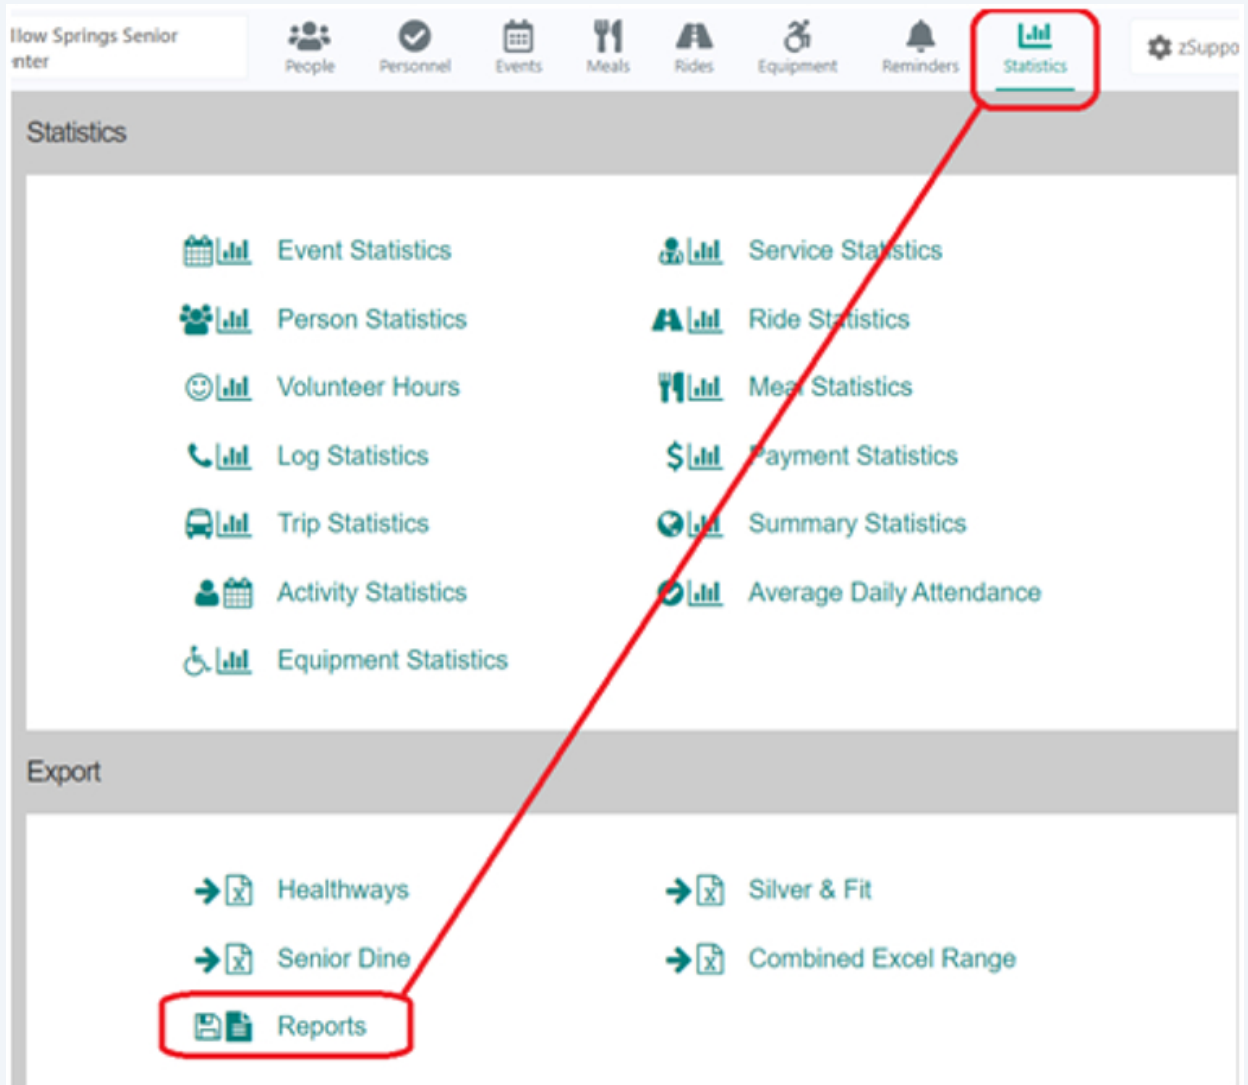 llow Springs Senior
nter
People
Personnel
Events
Meals
Rides
Equipment
Reminders
Statistics
zSuppo
Statistics
Event Statistics
Service Statistics
Person Statistics
Ride Statistics
Volunteer Hours
Meal Statistics
Log Statistics
Payment Statistics
Trip Statistics
Summary Statistics
Activity Statistics
Average Daily Attendance
Equipment Statistics
Export
Healthways
Silver & Fit
Senior Dine
Combined Excel Range
Reports